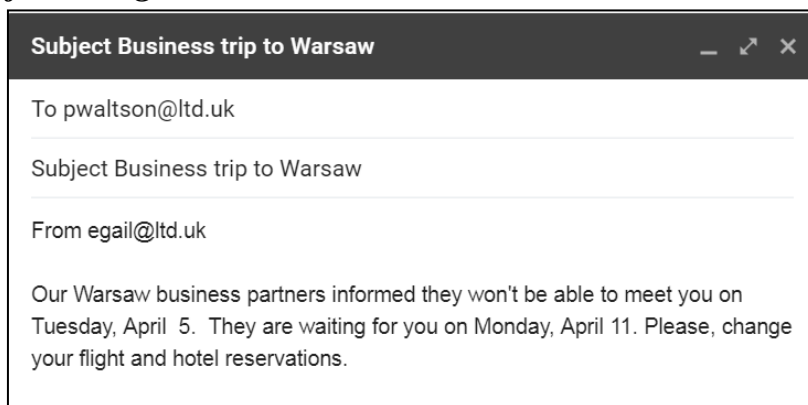 Subject Business trip to Warsaw
To pwaltson@ltd.uk
Subject Business trip to Warsaw
From egail@ltd.uk
Our Warsaw business partners informed they won't be able to meet you on
Tuesday, April 5. They are waiting for you on Monday, April 11. Please, change
your flight and hotel reservations.